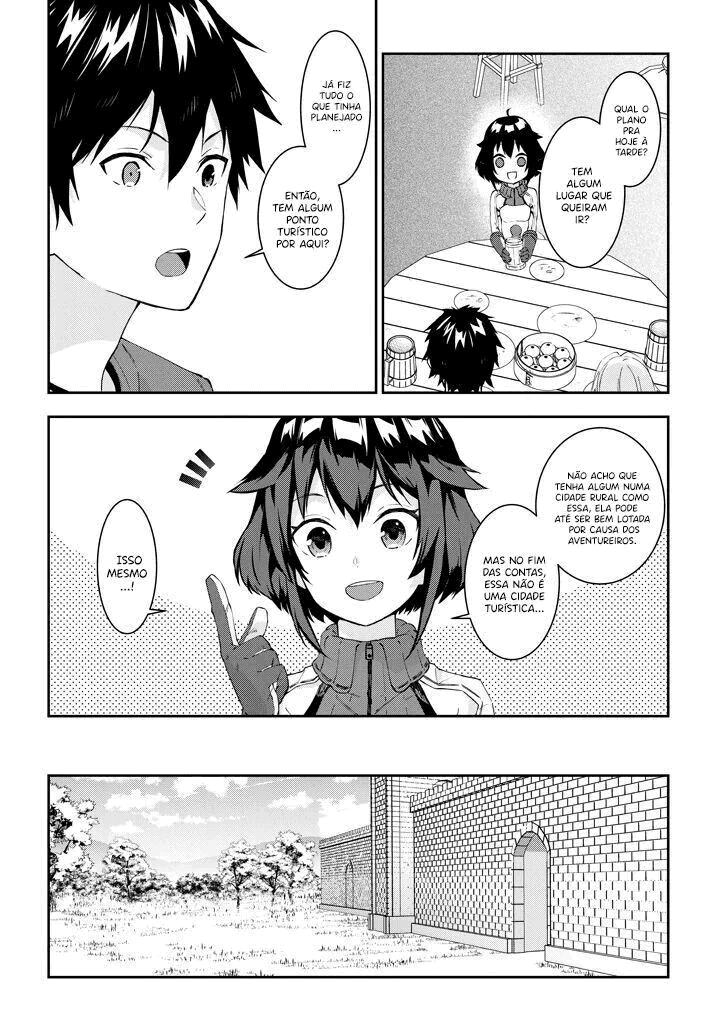 QUAL O
PLANO
PRA
HOJE À
TARDE?
TEM
ALGUM
LUGAR QUE
QUEIRAM
IR?
JÁ FIZ
TUDO O
QUE TINHA
PLANEJADO
...
ENTÃO,
TEM ALGUM
PONTO
TURÍSTICO
POR AQUI?
NÃO ACHO QUE
TENHA ALGUM NUMA
CIDADE RURAL COMO
ESSA, ELA PODE
ATÉ SER BEM LOTADA
POR CAUSA DOS
AVENTUREIROS.
MAS NO FIM
DAS CONTAS,
ESSA NÃO É
UMA CIDADE
TURÍSTICA...
ISSO
MESMO
...!